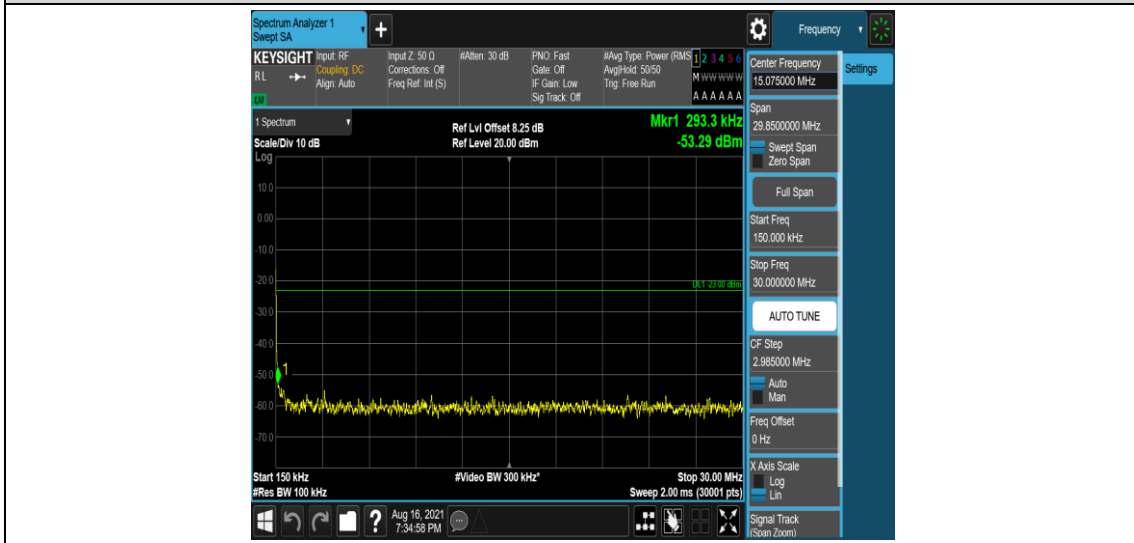 Spectrum Analyzer 1
Swept SA
+
Frequency
KEYSIGHT
RL
LXI
Input: RF
Coupling: DC
Align: Auto
Input Z: 50 Ω
Corrections: Off
Freq Ref: Int (S)
#Atten: 30 dB
PNO: Fast
Gate: Off
IF Gain: Low
Sig Track: Off
#Avg Type: Power (RMS
Avg|Hold: 50/50
Trig: Free Run
1 2 3 4 5 6
M W W W W W
A A A A A A
1 Spectrum
Scale/Div 10 dB
Log
Ref Lvl Offset 8.25 dB
Ref Level 20.00 dBm
Mkr1 293.3 kHz
-53.29 dBm
10.0
0.00
-10.0
-20.0
DL1 -23.00 dBm
-30.0
-40.0
-50.0
1
-60.0
-70.0
Start 150 kHz
#Res BW 100 kHz
#Video BW 300 kHz*
Stop 30.00 MHz
Sweep 2.00 ms (30001 pts)
Center Frequency
15.075000 MHz
Settings
Span
29.8500000 MHz
Swept Span
Zero Span
Full Span
Start Freq
150.000 kHz
Stop Freq
30.000000 MHz
AUTO TUNE
CF Step
2.985000 MHz
Auto
Man
Freq Offset
0 Hz
X Axis Scale
Log
Lin
Signal Track
(Span Zoom)
?
Aug 16, 2021
7:34:58 PM